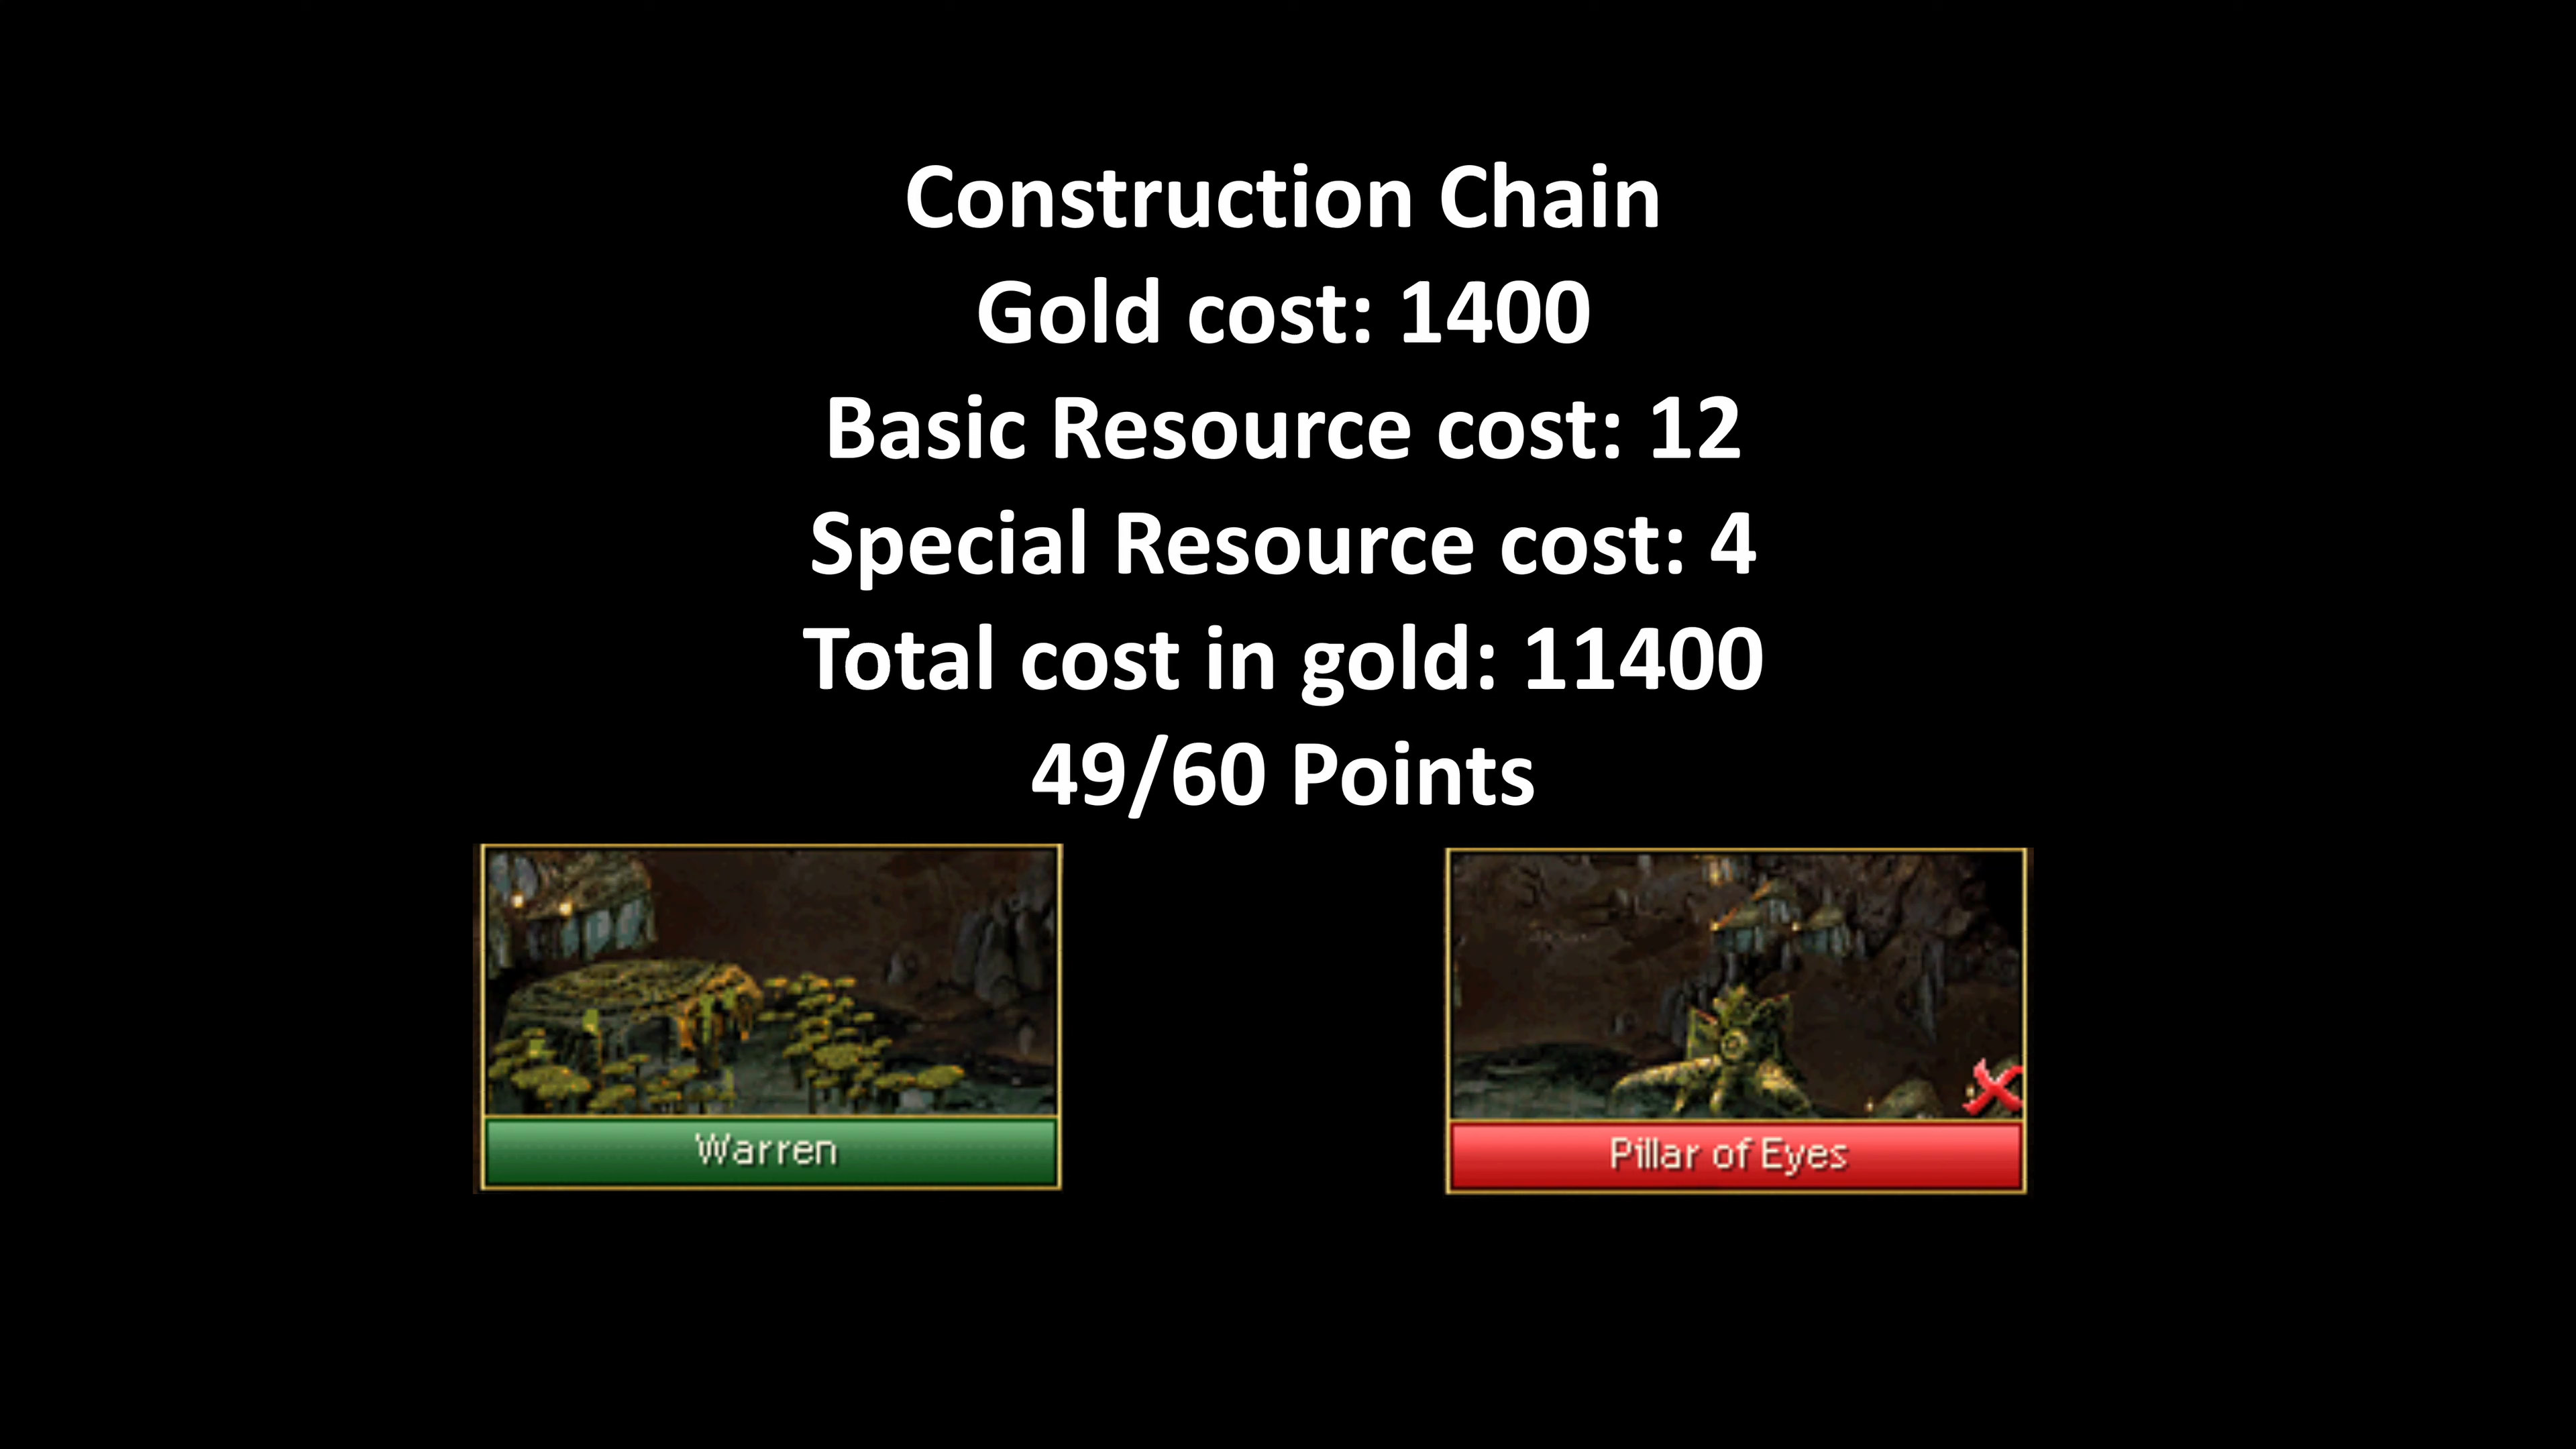 Construction Chain
Gold cost: 1400
Basic Resource cost: 12
Special Resource cost: 4
Total cost in gold: 11400
49/60 Points
Warren
Pillar of Eyes